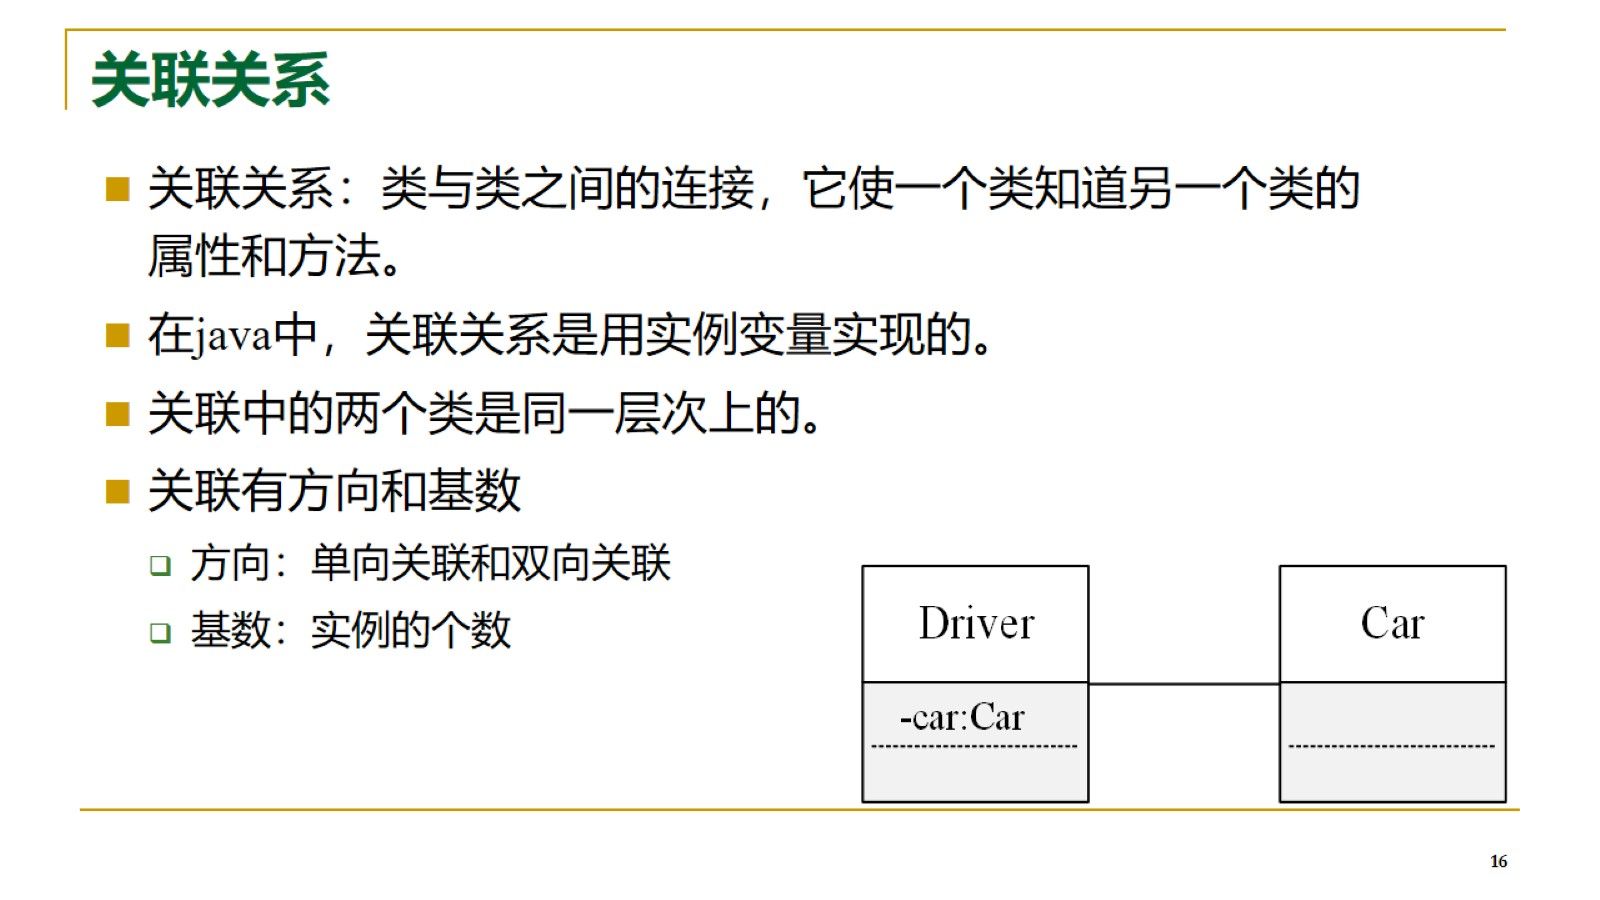 关联关系
关联关系：类与类之间的连接，它使一个类知道另一个类的
属性和方法。
在java中，关联关系是用实例变量实现的。
关联中的两个类是同一层次上的。
关联有方向和基数
方向：单向关联和双向关联
基数：实例的个数
Driver
Car
-car:Car
16